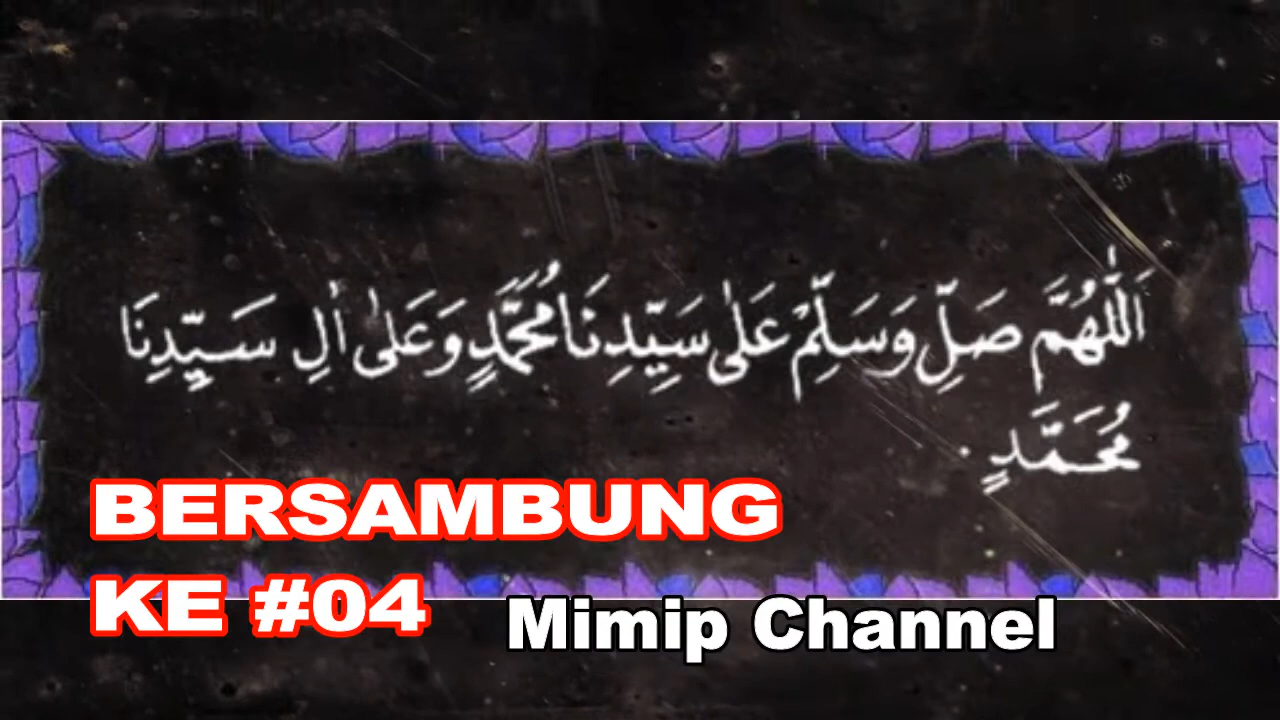 اَللّٰهُمَّ صَلِّ وَسَلِّمْ عَلٰى سَيِّدِنَا مُحَمَّدٍ وَعَلٰى اٰلِ سَيِّدِنَا
مُحَمَّدٍ .
BERSAMBUNG
KE #04
Mimip Channel